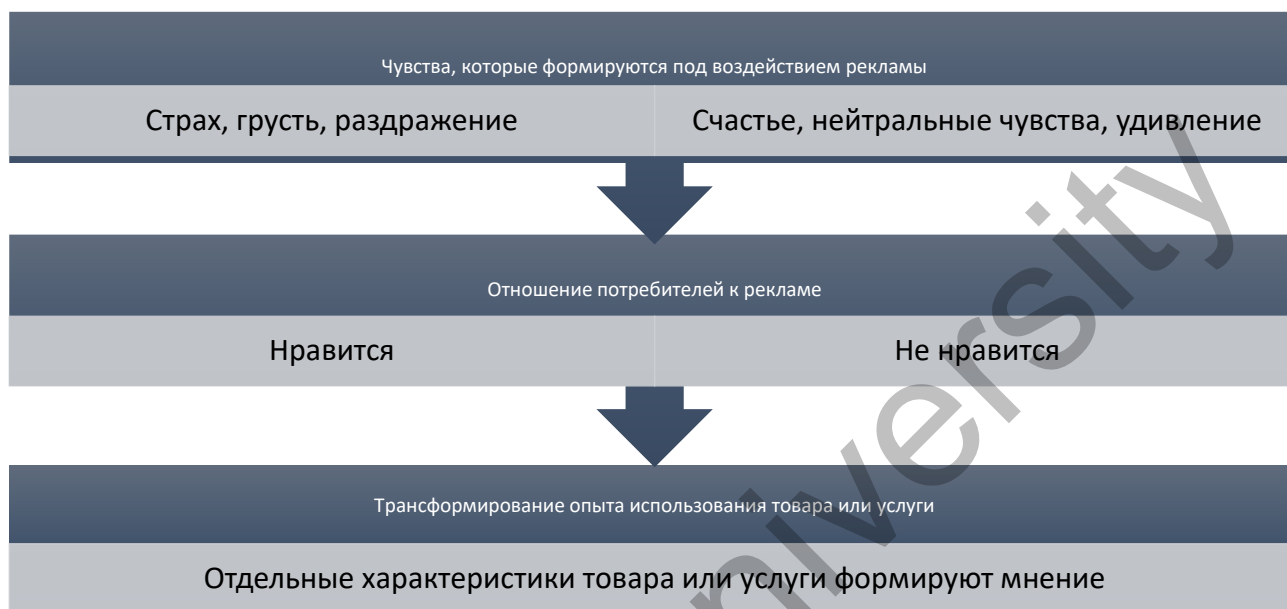 Чувства, которые формируются под воздействием рекламы
Страх, грусть, раздражение
Счастье, нейтральные чувства, удивление
Отношение потребителей к рекламе
Нравится
Не нравится
Трансформирование опыта использования товара или услуги
Отдельные характеристики товара или услуги формируют мнение
niversity